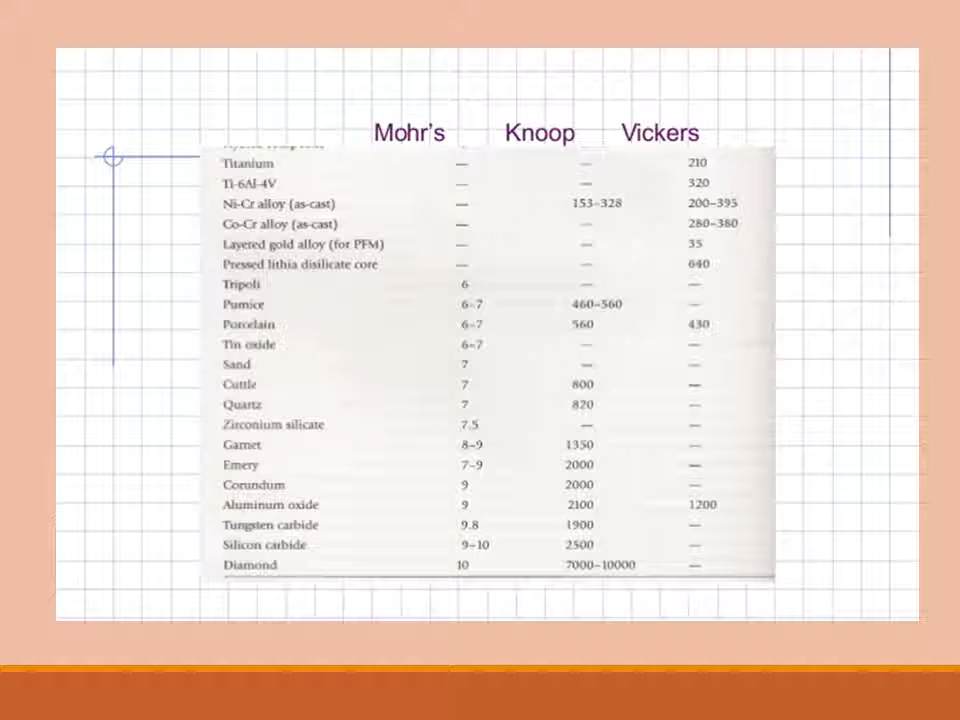 Mohr's Knoop Vickers
Titanium — — 210
Ti-6Al-4V — — 320
Ni-Cr alloy (as-cast) — 153–328 200–395
Co-Cr alloy (as-cast) — — 280–380
Layered gold alloy (for PFM) — — 35
Pressed lithia disilicate core — — 640
Tripoli 6 — —
Pumice 6–7 460–560 —
Porcelain 6–7 560 430
Tin oxide 6–7 — —
Sand 7 — —
Cuttle 7 800 —
Quartz 7 820 —
Zirconium silicate 7.5 — —
Garnet 8–9 1350 —
Emery 7–9 2000 —
Corundum 9 2000 —
Aluminum oxide 9 2100 1200
Tungsten carbide 9.8 1900 —
Silicon carbide 9–10 2500 —
Diamond 10 7000–10000 —